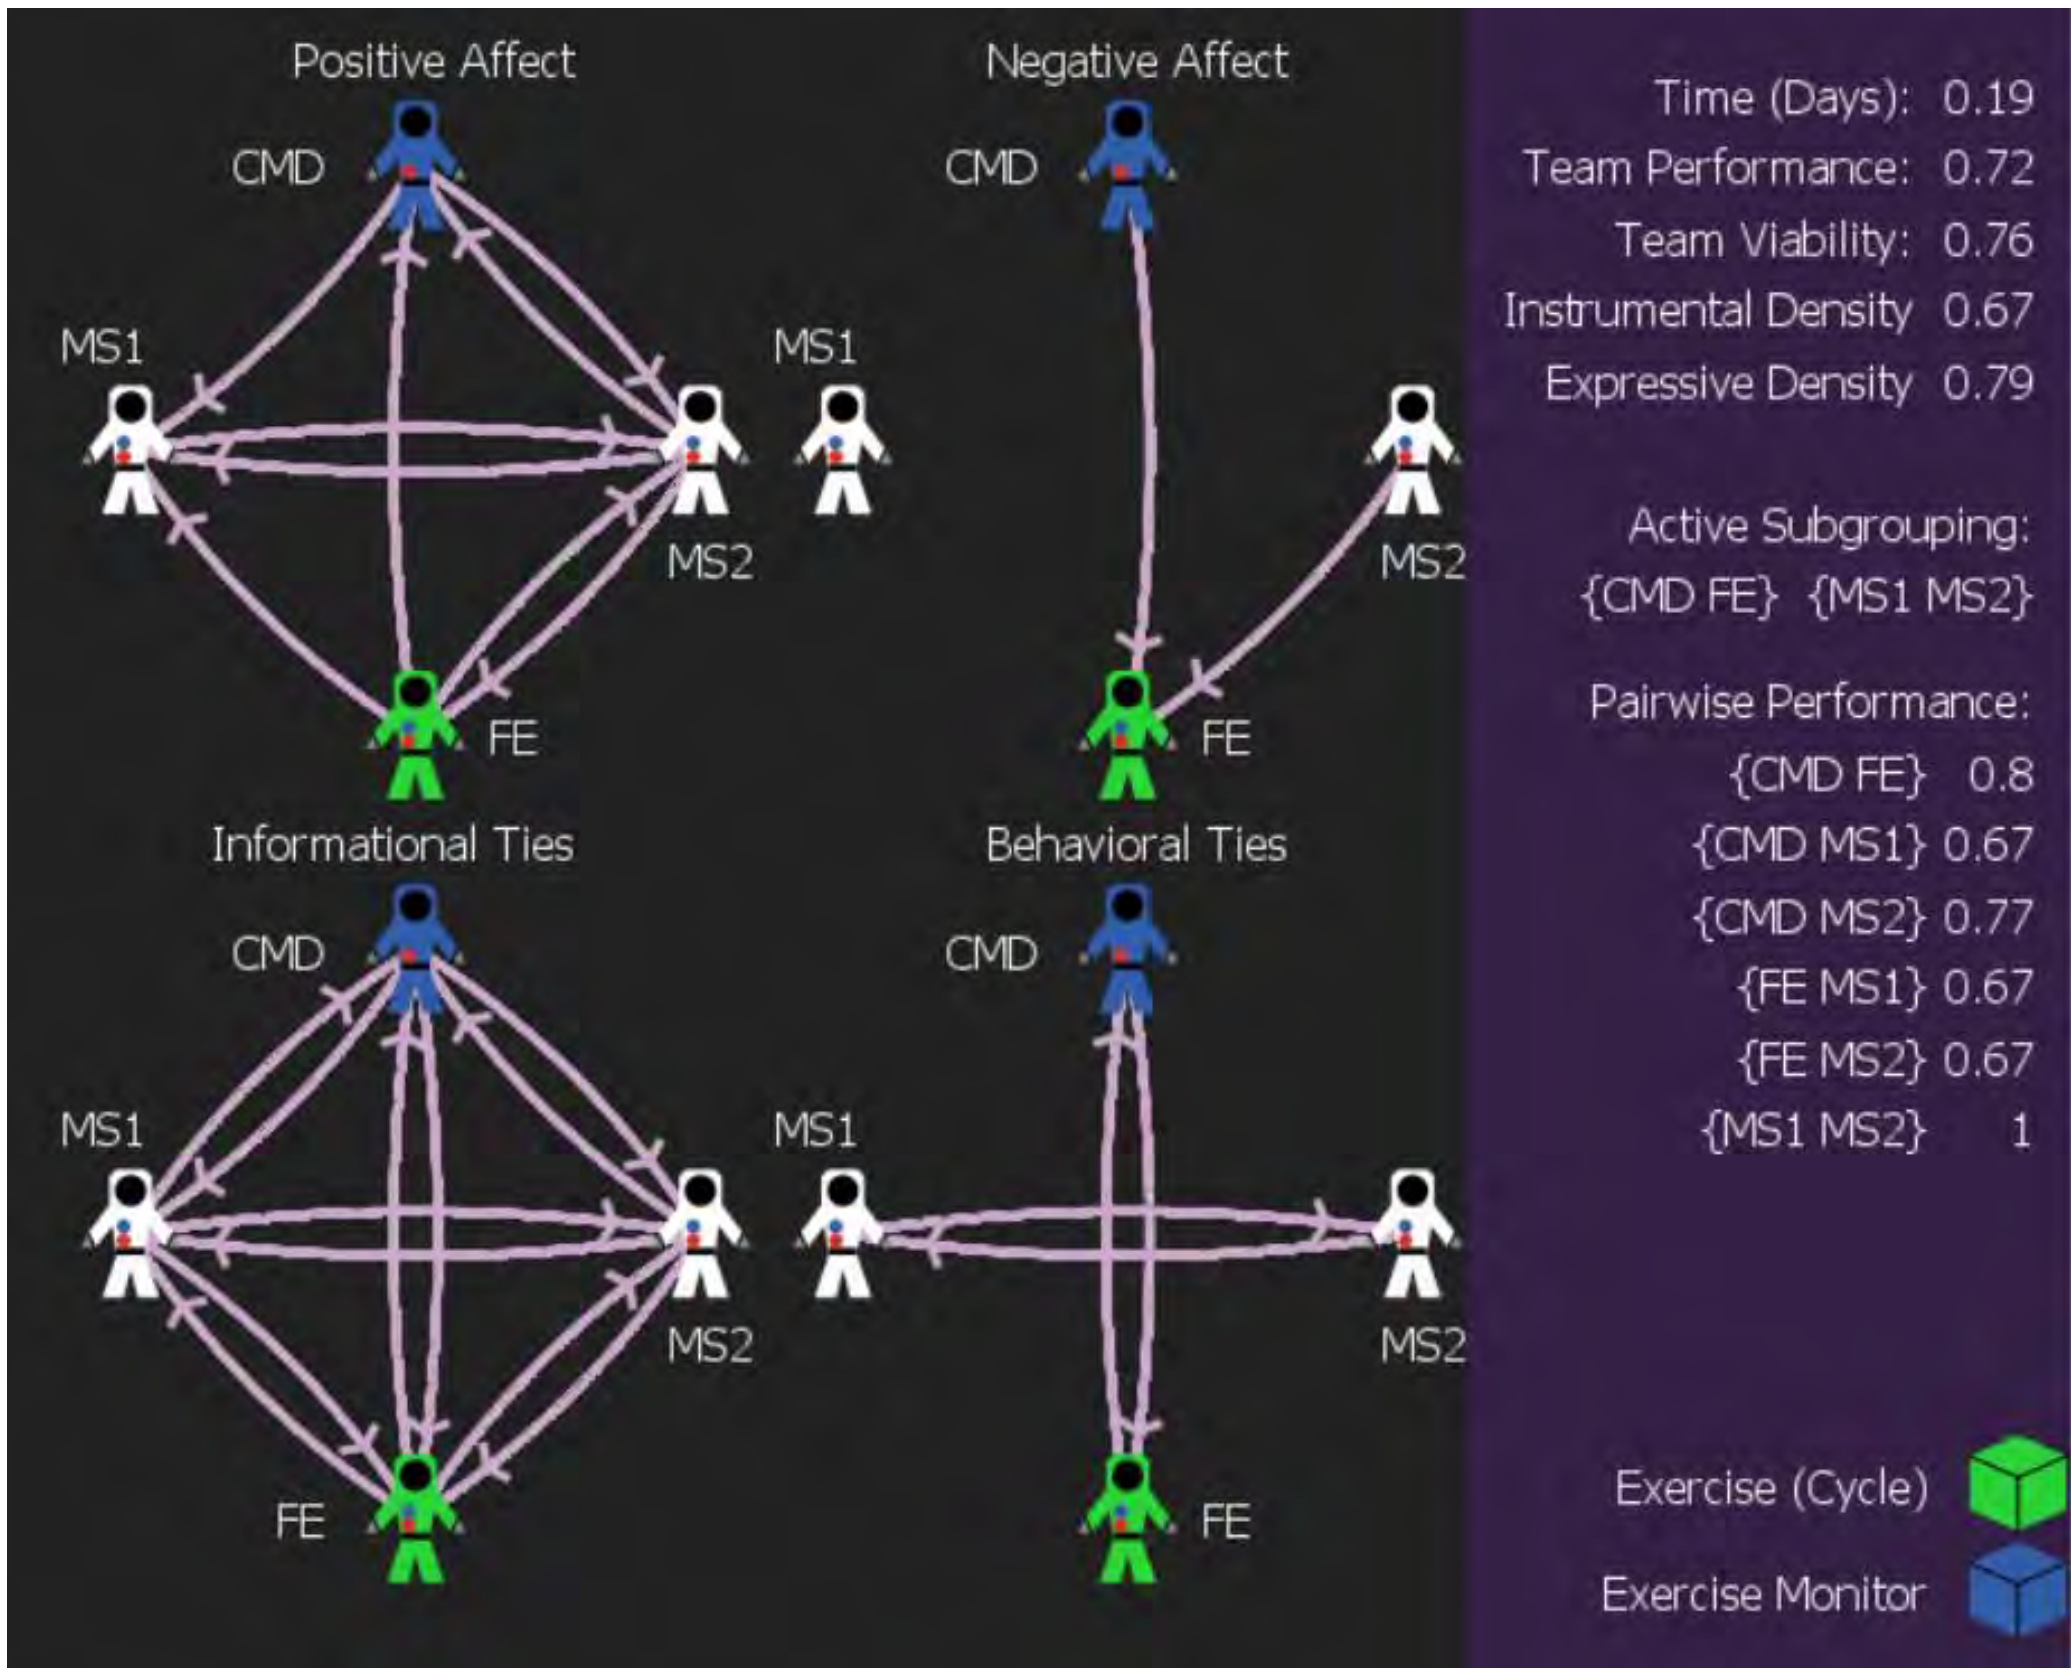 Positive Affect
CMD
MS1
MS2
FE
Negative Affect
CMD
MS1
MS2
FE
Informational Ties
CMD
MS1
MS2
FE
Behavioral Ties
CMD
MS1
MS2
FE
Time (Days): 0.19
Team Performance: 0.72
Team Viability: 0.76
Instrumental Density 0.67
Expressive Density 0.79
Active Subgrouping:
{CMD FE} {MS1 MS2}
Pairwise Performance:
{CMD FE} 0.8
{CMD MS1} 0.67
{CMD MS2} 0.77
{FE MS1} 0.67
{FE MS2} 0.67
{MS1 MS2} 1
Exercise (Cycle)
Exercise Monitor